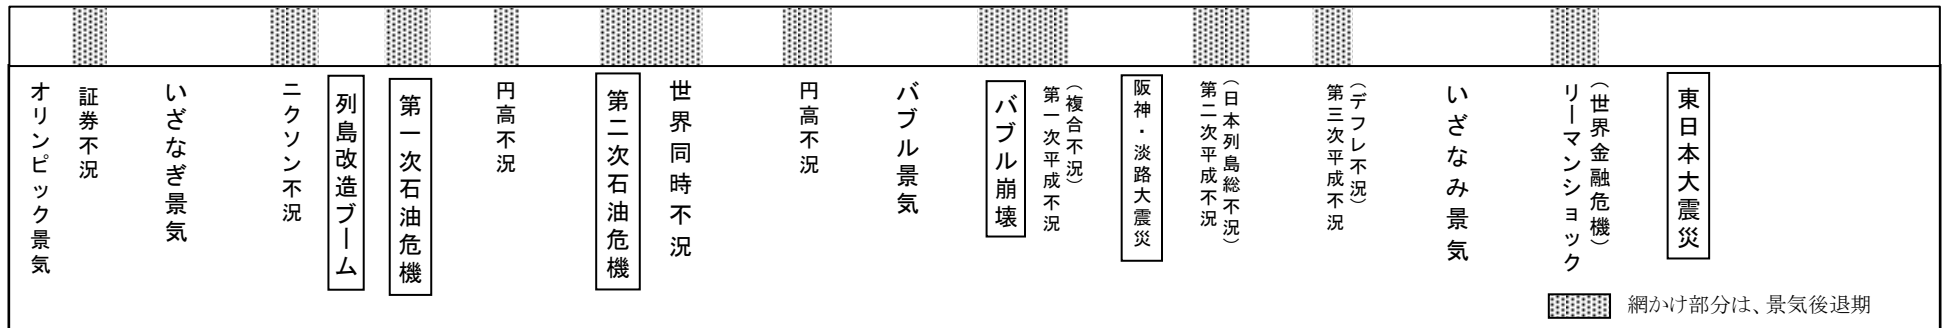 オリンピック景気
証券不況
いざなぎ景気
ニクソン不況
列島改造ブーム
第一次石油危機
円高不況
第二次石油危機
世界同時不況
円高不況
バブル景気
バブル崩壊
第一次平成不況
（複合不況）
阪神・淡路大震災
第二次平成不況
（日本列島総不況）
第三次平成不況
（デフレ不況）
いざなみ景気
リーマンショック
（世界金融危機）
東日本大震災
網かけ部分は、景気後退期